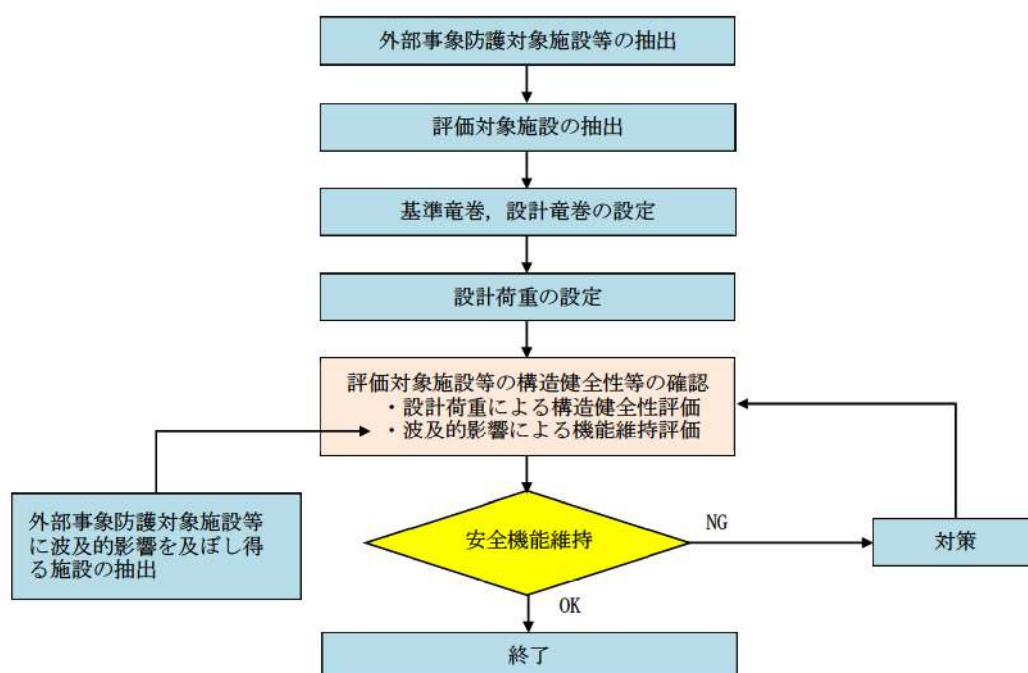 外部事象防護対象施設等の抽出
評価対象施設の抽出
基準竜巻，設計竜巻の設定
設計荷重の設定
評価対象施設等の構造健全性等の確認
・設計荷重による構造健全性評価
・波及的影響による機能維持評価
外部事象防護対象施設等
に波及的影響を及ぼし得
る施設の抽出
安全機能維持
NG
対策
OK
終了